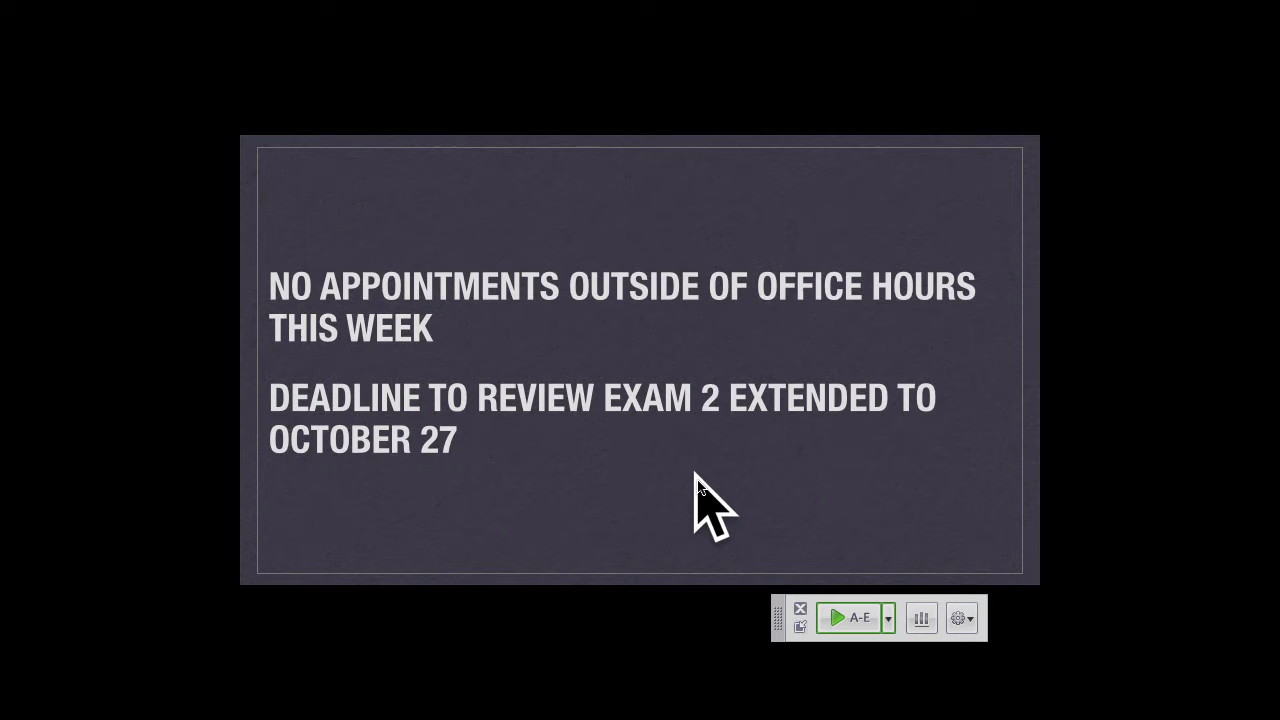 NO APPOINTMENTS OUTSIDE OF OFFICE HOURS
THIS WEEK
DEADLINE TO REVIEW EXAM 2 EXTENDED TO
OCTOBER 27
A-E